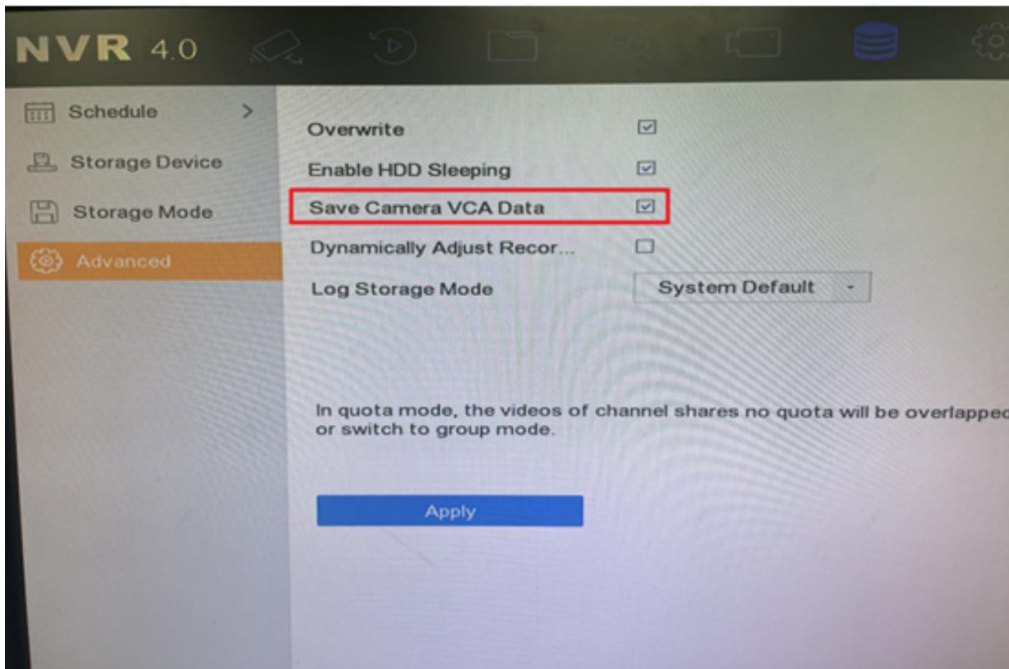 NVR 4.0
Schedule >
Storage Device
Storage Mode
Advanced
Overwrite
Enable HDD Sleeping
Save Camera VCA Data
Dynamically Adjust Recor...
Log Storage Mode
System Default
In quota mode, the videos of channel shares no quota will be overlapped
or switch to group mode.
Apply